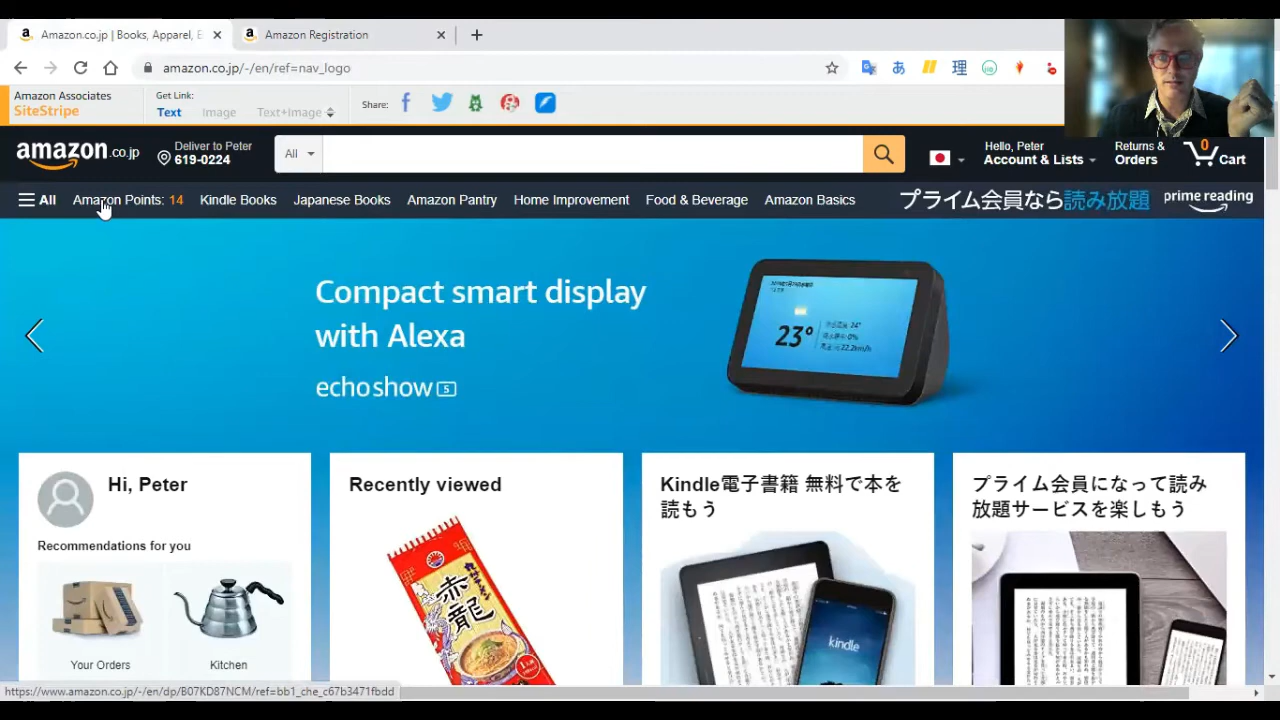 Amazon.co.jp | Books, Apparel, E
Amazon Registration
amazon.co.jp/-/en/ref=nav_logo
Amazon Associates
SiteStripe
Get Link:
Text
Image
Text+Image
Share:
amazon.co.jp
Deliver to Peter
619-0224
All
Hello, Peter
Account & Lists
Returns &
Orders
0
Cart
All
Amazon Points: 14
Kindle Books
Japanese Books
Amazon Pantry
Home Improvement
Food & Beverage
Amazon Basics
プライム会員なら読み放題
prime reading
Compact smart display
with Alexa
echo show 5
23°
Hi, Peter
Recommendations for you
Your Orders
Kitchen
Recently viewed
赤龍
Kindle電子書籍 無料で本を
読もう
kindle
プライム会員になって読み
放題サービスを楽しもう
https://www.amazon.co.jp/-/en/dp/B07KD87NCM/ref=bb1_che_c67b3471fbdd